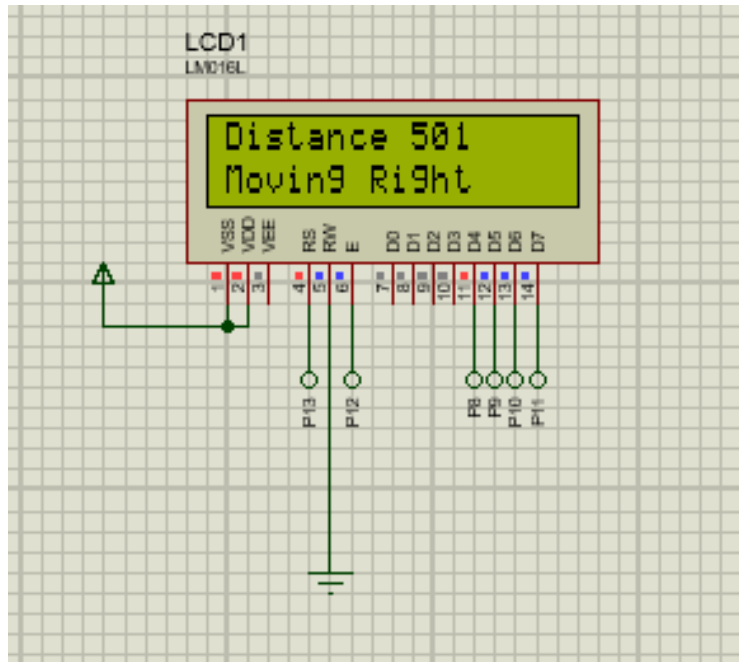 LCD1
LM016L
Distance 501
Moving Right
VSS
VDD
VEE
RS
RW
E
D0
D1
D2
D3
D4
D5
D6
D7
1
2
3
4
5
6
7
8
9
10
11
12
13
14
P13
P12
P8
P9
P10
P11